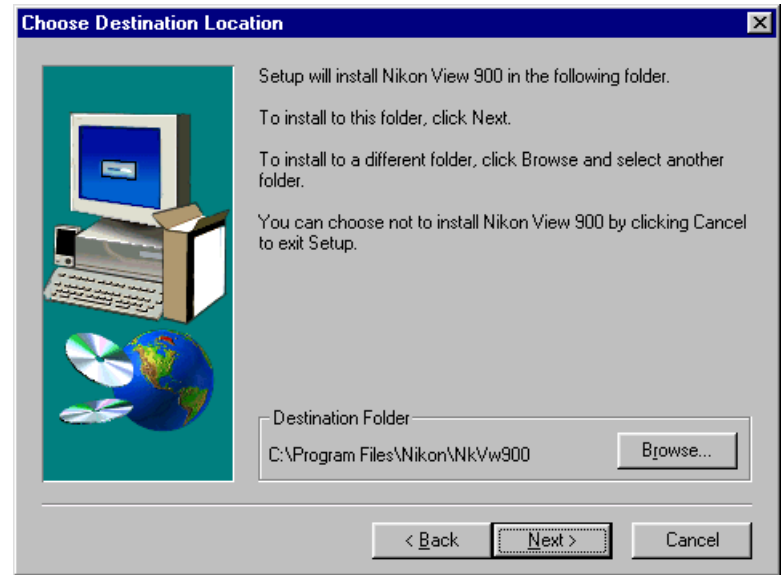 Choose Destination Location
Setup will install Nikon View 900 in the following folder.
To install to this folder, click Next.
To install to a different folder, click Browse and select another
folder.
You can choose not to install Nikon View 900 by clicking Cancel
to exit Setup.
Destination Folder
C:\Program Files\Nikon\NkVw900
Browse...
< Back
Next >
Cancel